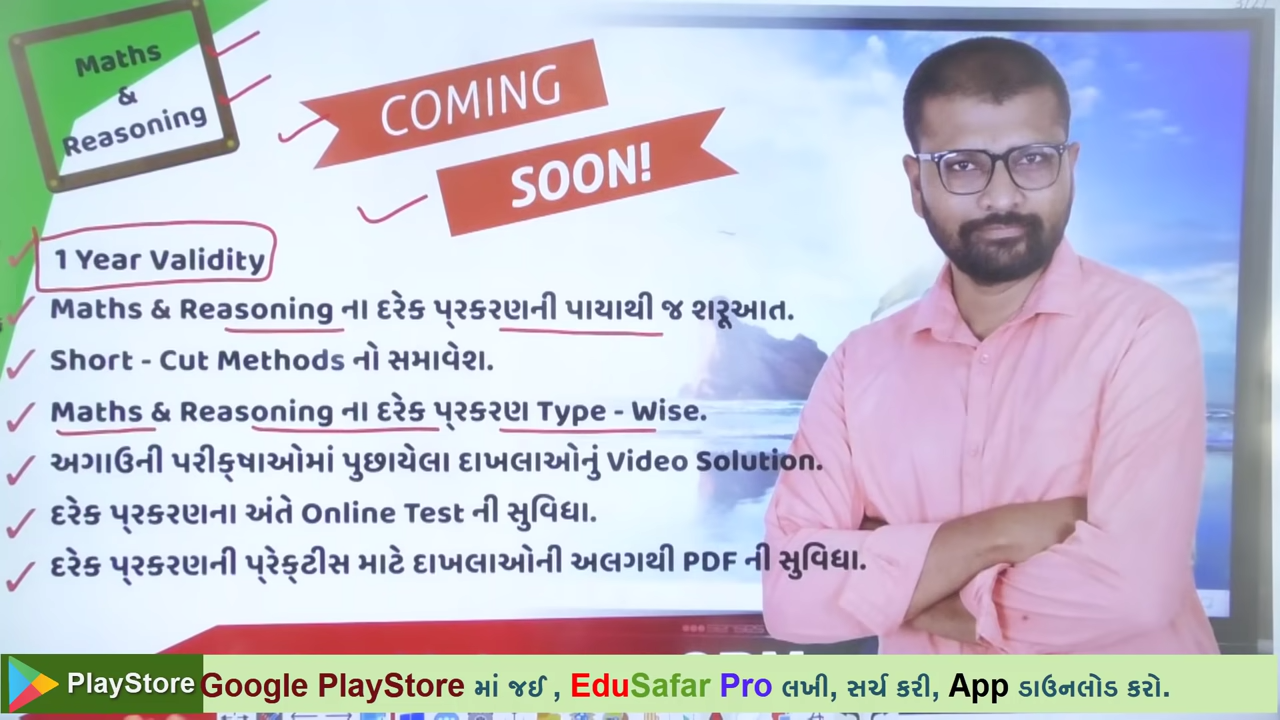 Maths
&
Reasoning
COMING
SOON!
1 Year Validity
Maths & Reasoning ના દરેક પ્રકરણની પાયાથી જ શરૂઆત.
Short - Cut Methods નો સમાવેશ.
Maths & Reasoning ના દરેક પ્રકરણ Type - Wise.
અગાઉની પરીક્ષાઓમાં પુછાયેલા દાખલાઓનું Video Solution.
દરેક પ્રકરણના અંતે Online Test ની સુવિધા.
દરેક પ્રકરણની પ્રેક્ટીસ માટે દાખલાઓની અલગથી PDF ની સુવિધા.
PlayStore Google PlayStore માં જઈ , EduSafar Pro લખી, સર્ચ કરી, App ડાઉનલોડ કરો.